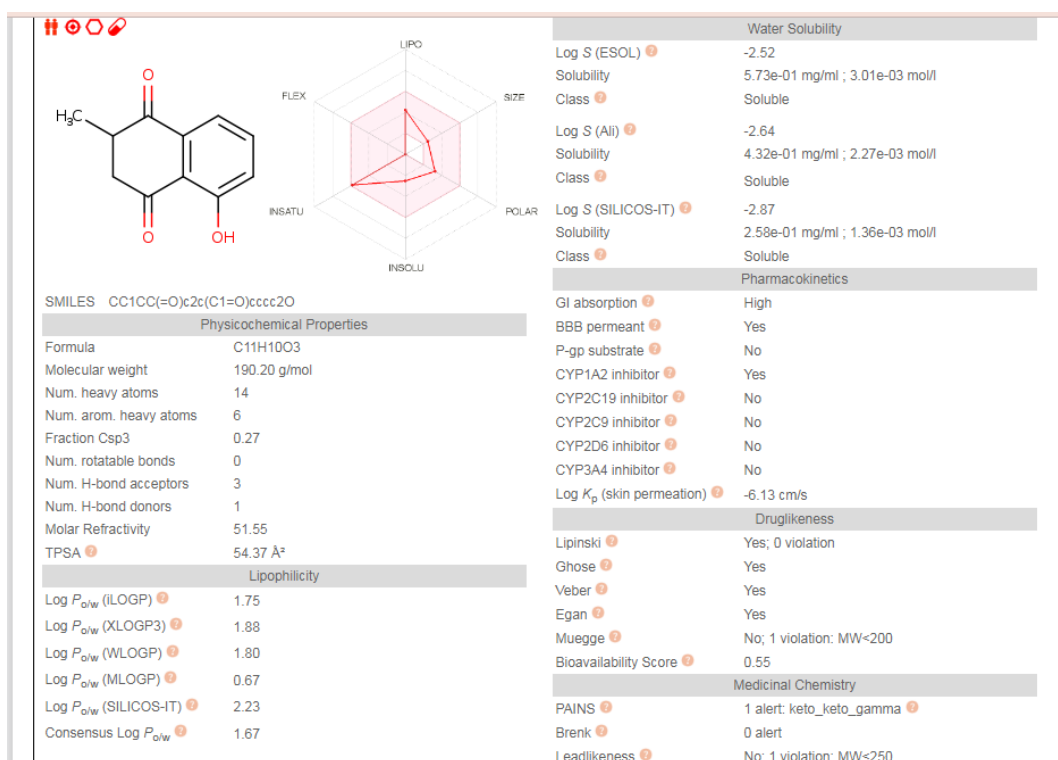 LIPO
FLEX
SIZE
INSATU
POLAR
INSOLU
O
H₃C
O
OH
SMILES CC1CC(=O)c2c(C1=O)cccc2O
Physicochemical Properties
Formula C11H10O3
Molecular weight 190.20 g/mol
Num. heavy atoms 14
Num. arom. heavy atoms 6
Fraction Csp3 0.27
Num. rotatable bonds 0
Num. H-bond acceptors 3
Num. H-bond donors 1
Molar Refractivity 51.55
TPSA ? 54.37 Å²
Lipophilicity
Log Po/w (iLOGP) ? 1.75
Log Po/w (XLOGP3) ? 1.88
Log Po/w (WLOGP) ? 1.80
Log Po/w (MLOGP) ? 0.67
Log Po/w (SILICOS-IT) ? 2.23
Consensus Log Po/w ? 1.67
Water Solubility
Log S (ESOL) ? -2.52
Solubility 5.73e-01 mg/ml ; 3.01e-03 mol/l
Class ? Soluble
Log S (Ali) ? -2.64
Solubility 4.32e-01 mg/ml ; 2.27e-03 mol/l
Class ? Soluble
Log S (SILICOS-IT) ? -2.87
Solubility 2.58e-01 mg/ml ; 1.36e-03 mol/l
Class ? Soluble
Pharmacokinetics
GI absorption ? High
BBB permeant ? Yes
P-gp substrate ? No
CYP1A2 inhibitor ? Yes
CYP2C19 inhibitor ? No
CYP2C9 inhibitor ? No
CYP2D6 inhibitor ? No
CYP3A4 inhibitor ? No
Log Kp (skin permeation) ? -6.13 cm/s
Druglikeness
Lipinski ? Yes; 0 violation
Ghose ? Yes
Veber ? Yes
Egan ? Yes
Muegge ? No; 1 violation: MW<200
Bioavailability Score ? 0.55
Medicinal Chemistry
PAINS ? 1 alert: keto_keto_gamma ?
Brenk ? 0 alert
Leadlikeness ? No; 1 violation: MW<250